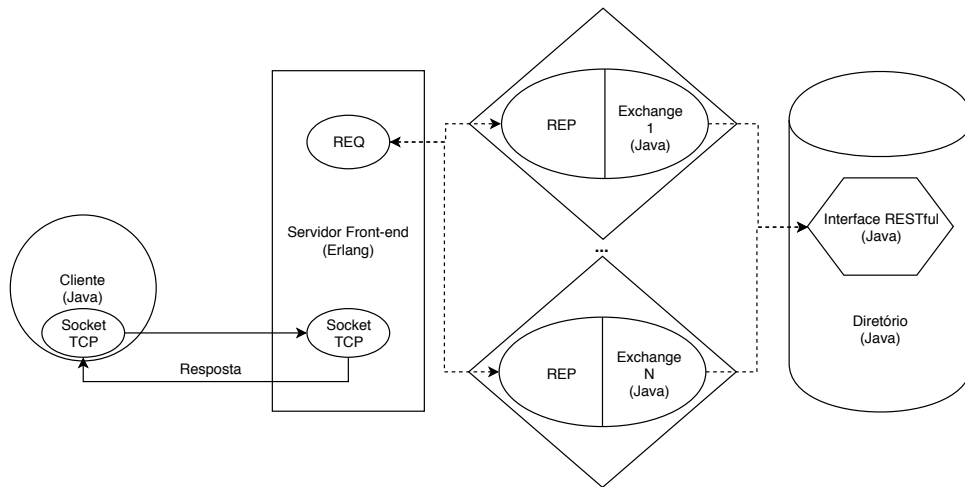 Cliente
(Java)
Socket
TCP
Resposta
REQ
Servidor Front-end
(Erlang)
Socket
TCP
REP
Exchange
1
(Java)
...
REP
Exchange
N
(Java)
Interface RESTful
(Java)
Diretório
(Java)